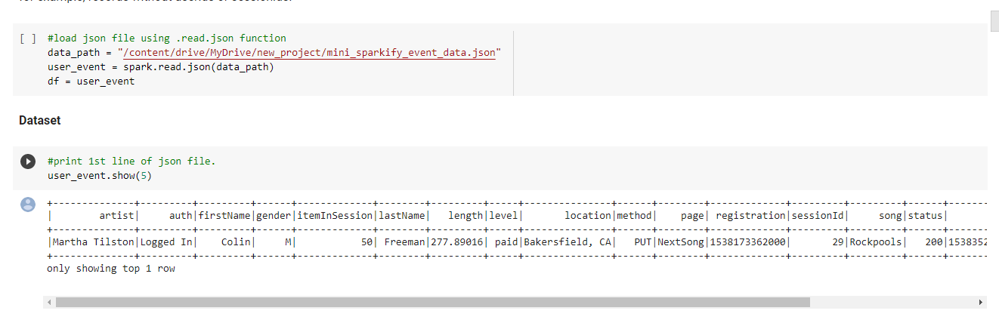 [ ] #load json file using .read.json function
data_path = "/content/drive/MyDrive/new_project/mini_sparkify_event_data.json"
user_event = spark.read.json(data_path)
df = user_event
Dataset
#print 1st line of json file.
user_event.show(5)
+---------------+---------+---------+------+-------------+--------+---------+-----+---------------+------+--------+-------------+---------+---------+------+-------
|         artist|     auth|firstName|gender|itemInSession|lastName|   length|level|       location|method|    page| registration|sessionId|     song|status|
+---------------+---------+---------+------+-------------+--------+---------+-----+---------------+------+--------+-------------+---------+---------+------+-------
|Martha Tilston|Logged In|    Colin|     M|           50| Freeman|277.89016| paid|Bakersfield, CA|   PUT|NextSong|1538173362000|       29|Rockpools|   200|1538352
+---------------+---------+---------+------+-------------+--------+---------+-----+---------------+------+--------+-------------+---------+---------+------+-------
only showing top 1 row